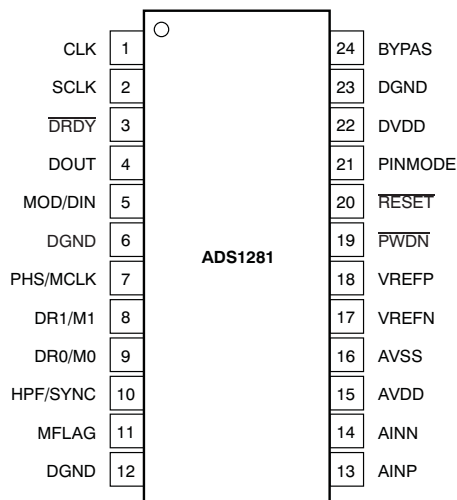 CLK 1
SCLK 2
DRDY 3
DOUT 4
MOD/DIN 5
DGND 6
PHS/MCLK 7
DR1/M1 8
DR0/M0 9
HPF/SYNC 10
MFLAG 11
DGND 12
ADS1281
24 BYPAS
23 DGND
22 DVDD
21 PINMODE
20 RESET
19 PWDN
18 VREFP
17 VREFN
16 AVSS
15 AVDD
14 AINN
13 AINP